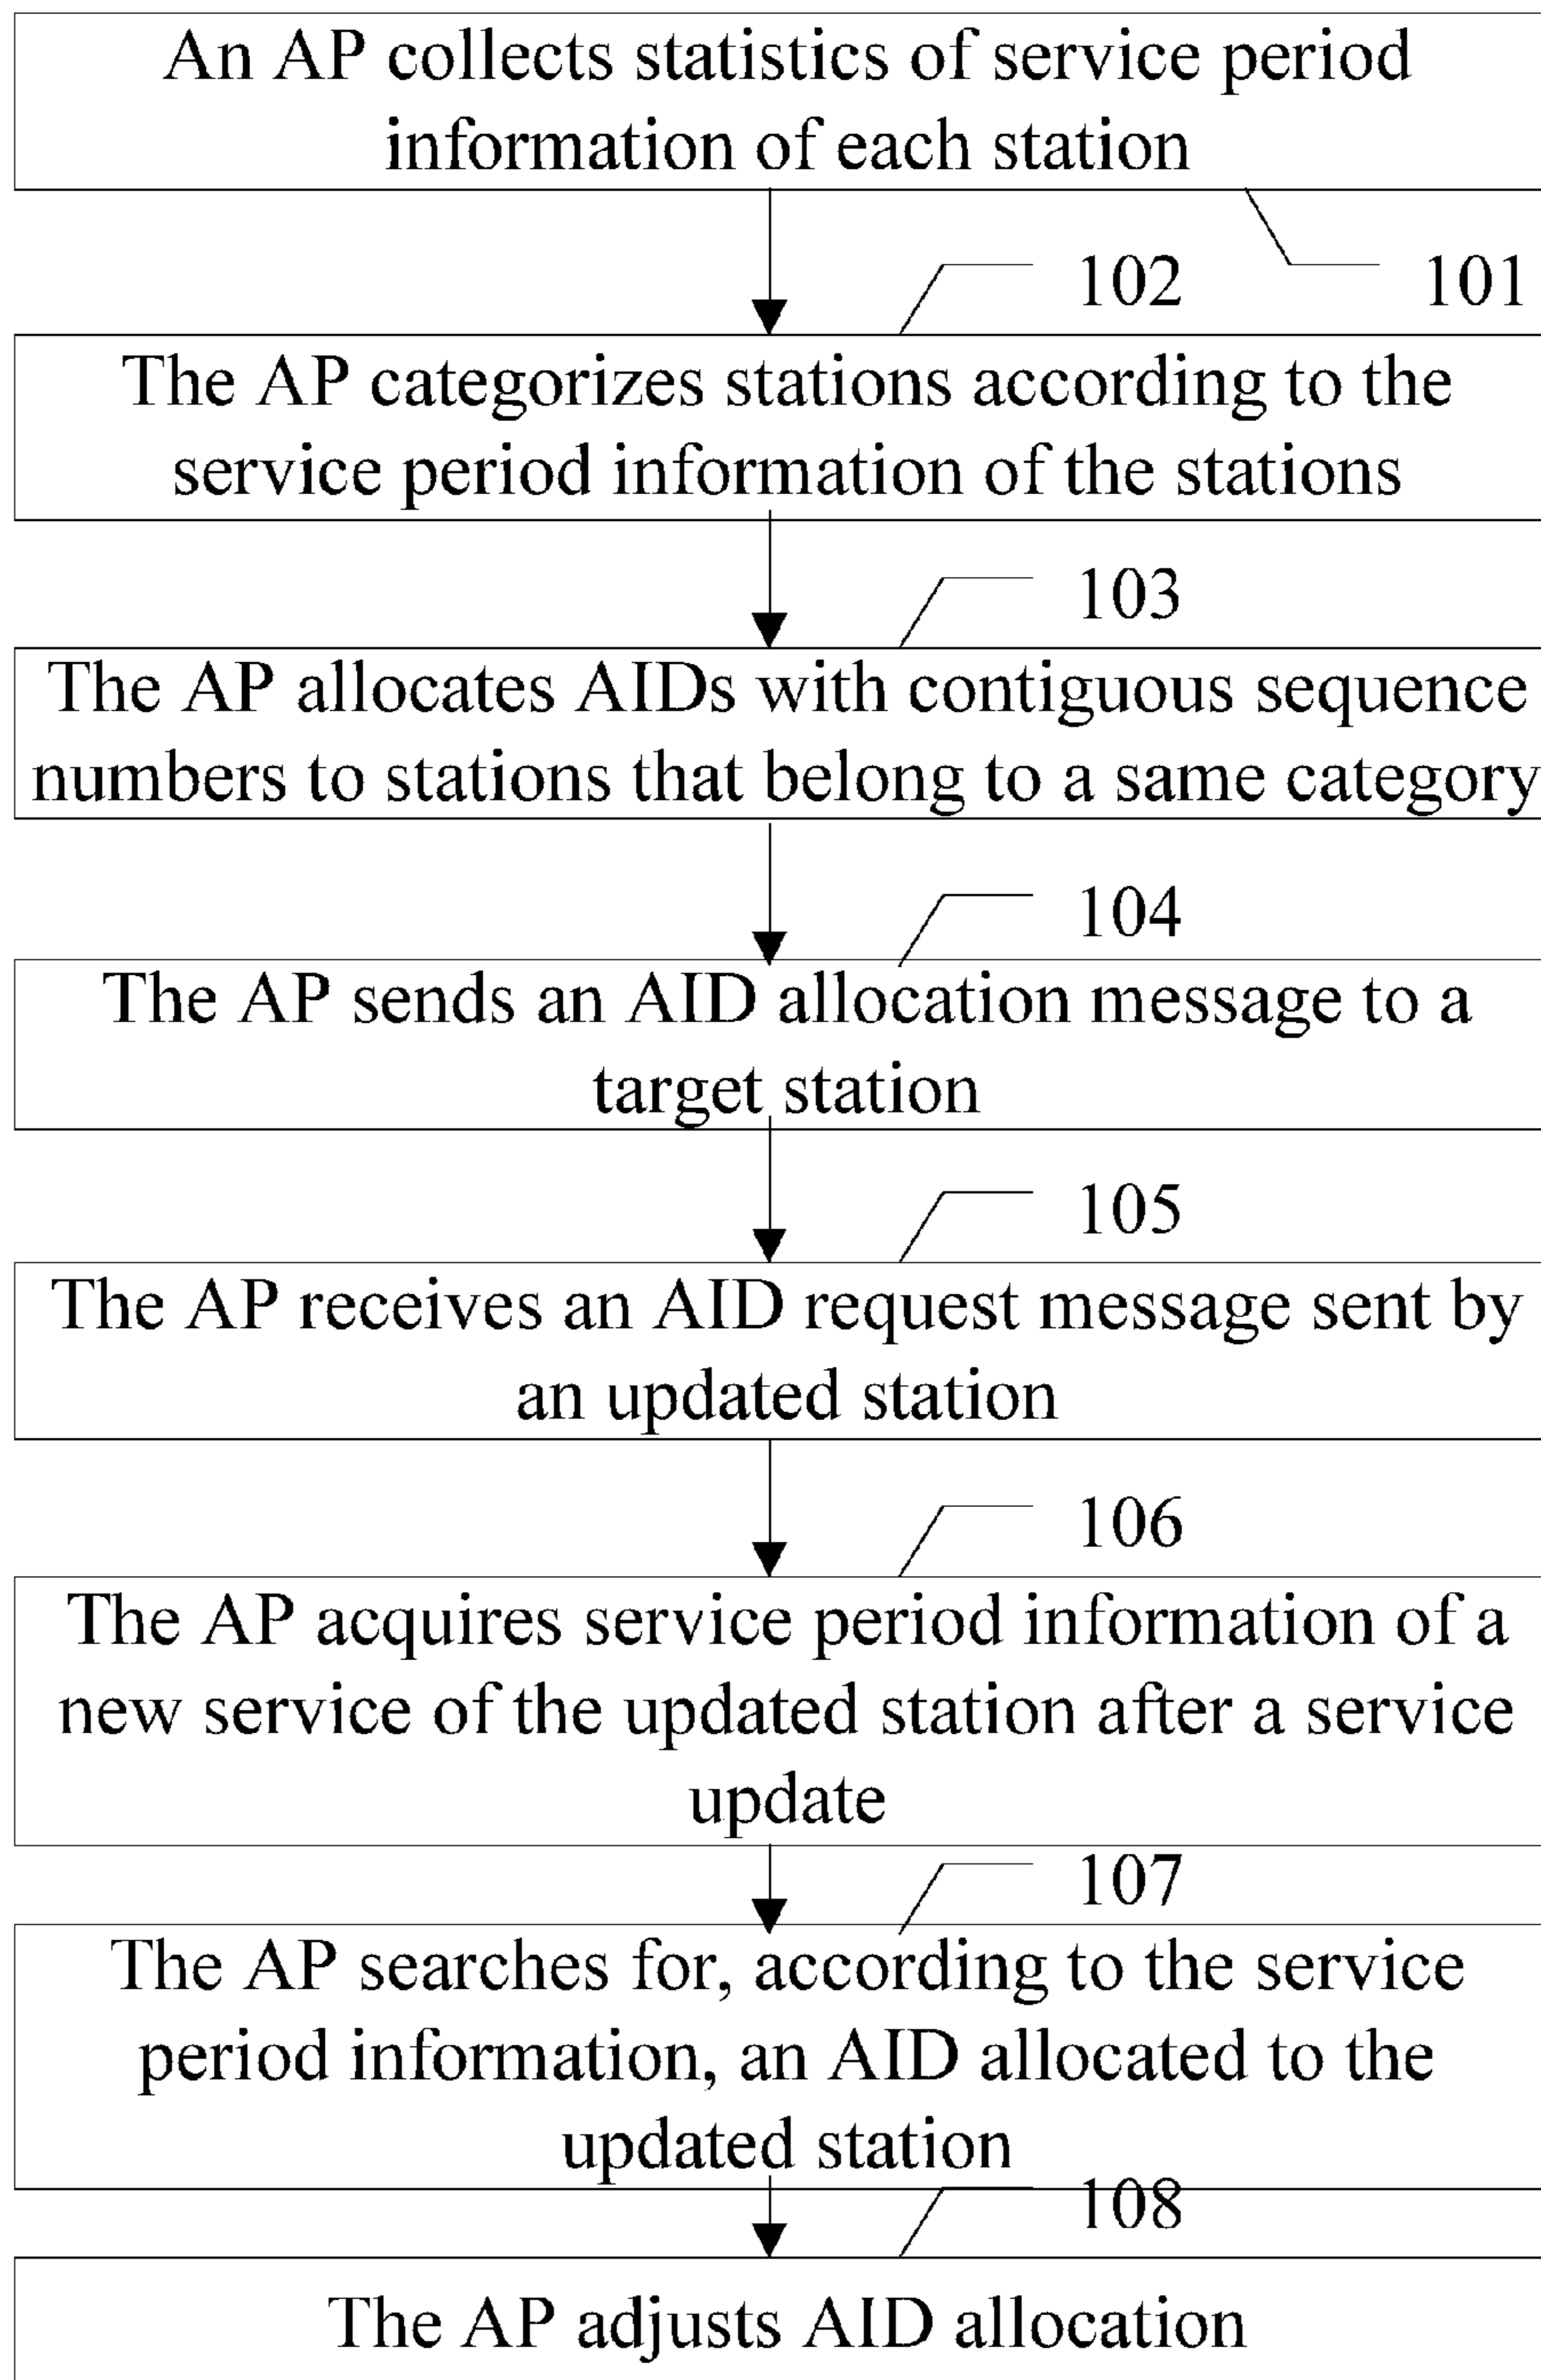 An AP collects statistics of service period
information of each station
102
101
The AP categorizes stations according to the
service period information of the stations
103
The AP allocates AIDs with contiguous sequence
numbers to stations that belong to a same category
104
The AP sends an AID allocation message to a
target station
105
The AP receives an AID request message sent by
an updated station
106
The AP acquires service period information of a
new service of the updated station after a service
update
107
The AP searches for, according to the service
period information, an AID allocated to the
updated station
108
The AP adjusts AID allocation